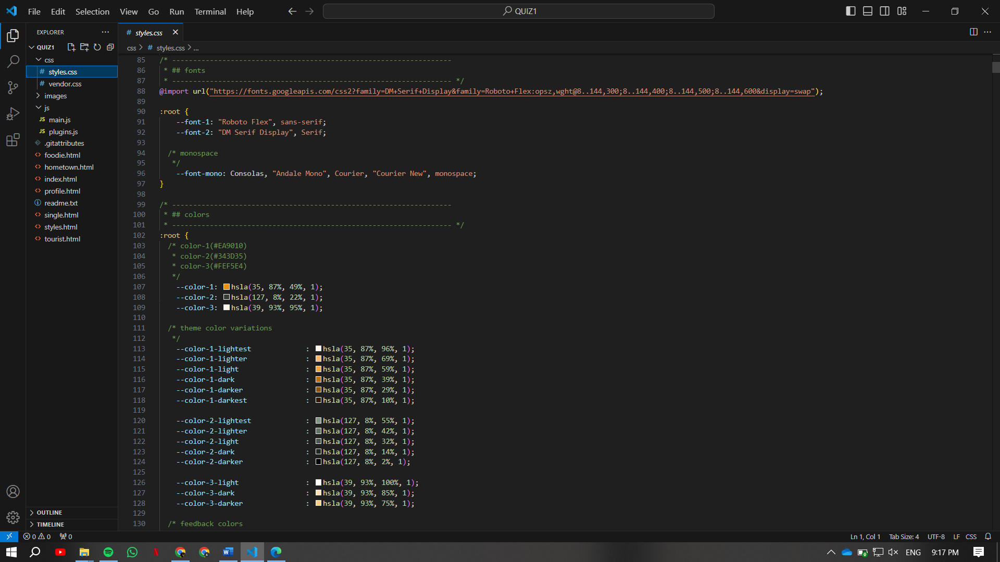 File Edit Selection View Go Run Terminal Help
QUIZ1
EXPLORER
QUIZ1
css
styles.css
vendor.css
images
js
JS main.js
JS plugins.js
.gitattributes
foodie.html
hometown.html
index.html
profile.html
readme.txt
single.html
styles.html
tourist.html
OUTLINE
TIMELINE
# styles.css
css > # styles.css > ...
85 /* -------------------------------------------------------------------
86 * ## fonts
87 * ------------------------------------------------------------------- */
88 @import url("https://fonts.googleapis.com/css2?family=DM+Serif+Display&family=Roboto+Flex:opsz,wght@8..144,300;8..144,400;8..144,500;8..144,600&display=swap");
89
90 :root {
91 --font-1: "Roboto Flex", sans-serif;
92 --font-2: "DM Serif Display", Serif;
93
94 /* monospace
95 */
96 --font-mono: Consolas, "Andale Mono", Courier, "Courier New", monospace;
97 }
98
99 /* -------------------------------------------------------------------
100 * ## colors
101 * ------------------------------------------------------------------- */
102 :root {
103 /* color-1(#EA9010)
104 * color-2(#343D35)
105 * color-3(#FEF5E4)
106 */
107 --color-1: hsla(35, 87%, 49%, 1);
108 --color-2: hsla(127, 8%, 22%, 1);
109 --color-3: hsla(39, 93%, 95%, 1);
110
111 /* theme color variations
112 */
113 --color-1-lightest : hsla(35, 87%, 96%, 1);
114 --color-1-lighter : hsla(35, 87%, 69%, 1);
115 --color-1-light : hsla(35, 87%, 59%, 1);
116 --color-1-dark : hsla(35, 87%, 39%, 1);
117 --color-1-darker : hsla(35, 87%, 29%, 1);
118 --color-1-darkest : hsla(35, 87%, 10%, 1);
119
120 --color-2-lightest : hsla(127, 8%, 55%, 1);
121 --color-2-lighter : hsla(127, 8%, 42%, 1);
122 --color-2-light : hsla(127, 8%, 32%, 1);
123 --color-2-dark : hsla(127, 8%, 14%, 1);
124 --color-2-darker : hsla(127, 8%, 2%, 1);
125
126 --color-3-light : hsla(39, 93%, 100%, 1);
127 --color-3-dark : hsla(39, 93%, 85%, 1);
128 --color-3-darker : hsla(39, 93%, 75%, 1);
129
130 /* feedback colors
0 0 0
Ln 1, Col 1 Tab Size: 4 UTF-8 LF CSS
ENG 9:17 PM